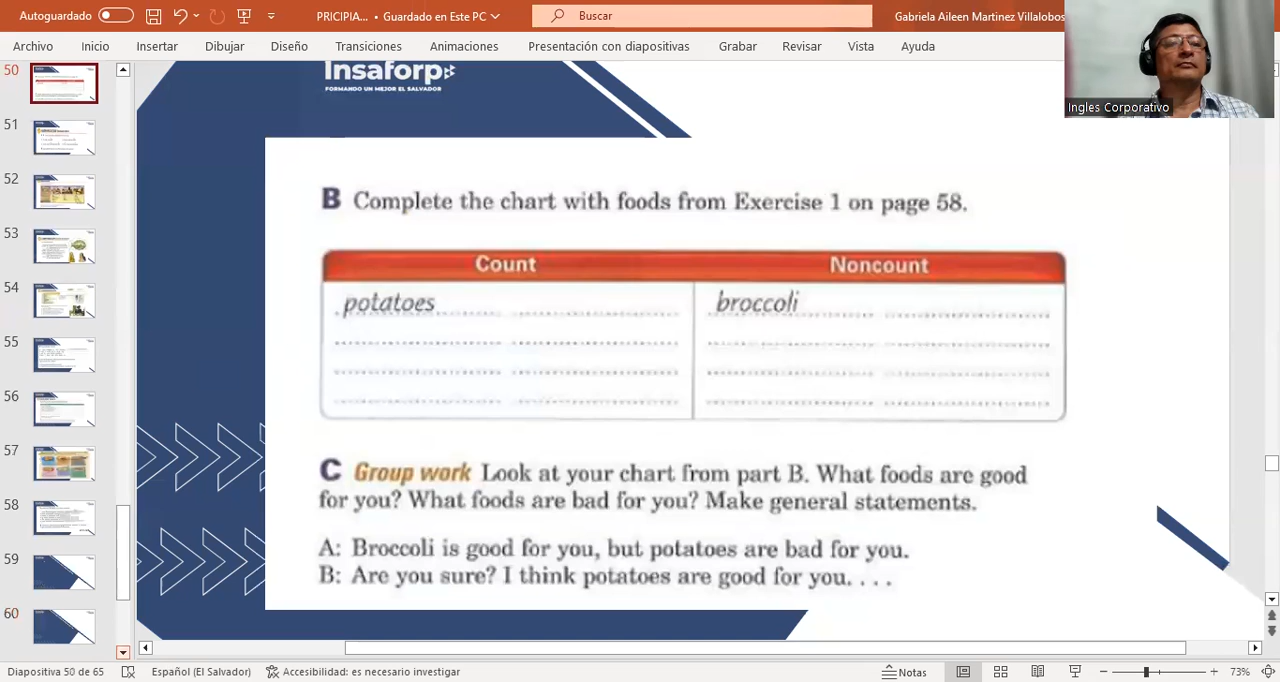 Autoguardado
PRICIPIA... • Guardado en Este PC
Buscar
Gabriela Aileen Martinez Villalobos
Archivo Inicio Insertar Dibujar Diseño Transiciones Animaciones Presentación con diapositivas Grabar Revisar Vista Ayuda
Ingles Corporativo
50
51
52
53
54
55
56
57
58
59
60
Insaforp
FORMANDO UN MEJOR EL SALVADOR
B Complete the chart with foods from Exercise 1 on page 58.
Count Noncount
potatoes broccoli
C Group work Look at your chart from part B. What foods are good
for you? What foods are bad for you? Make general statements.
A: Broccoli is good for you, but potatoes are bad for you.
B: Are you sure? I think potatoes are good for you. . . .
Diapositiva 50 de 65 Español (El Salvador) Accesibilidad: es necesario investigar Notas 73%